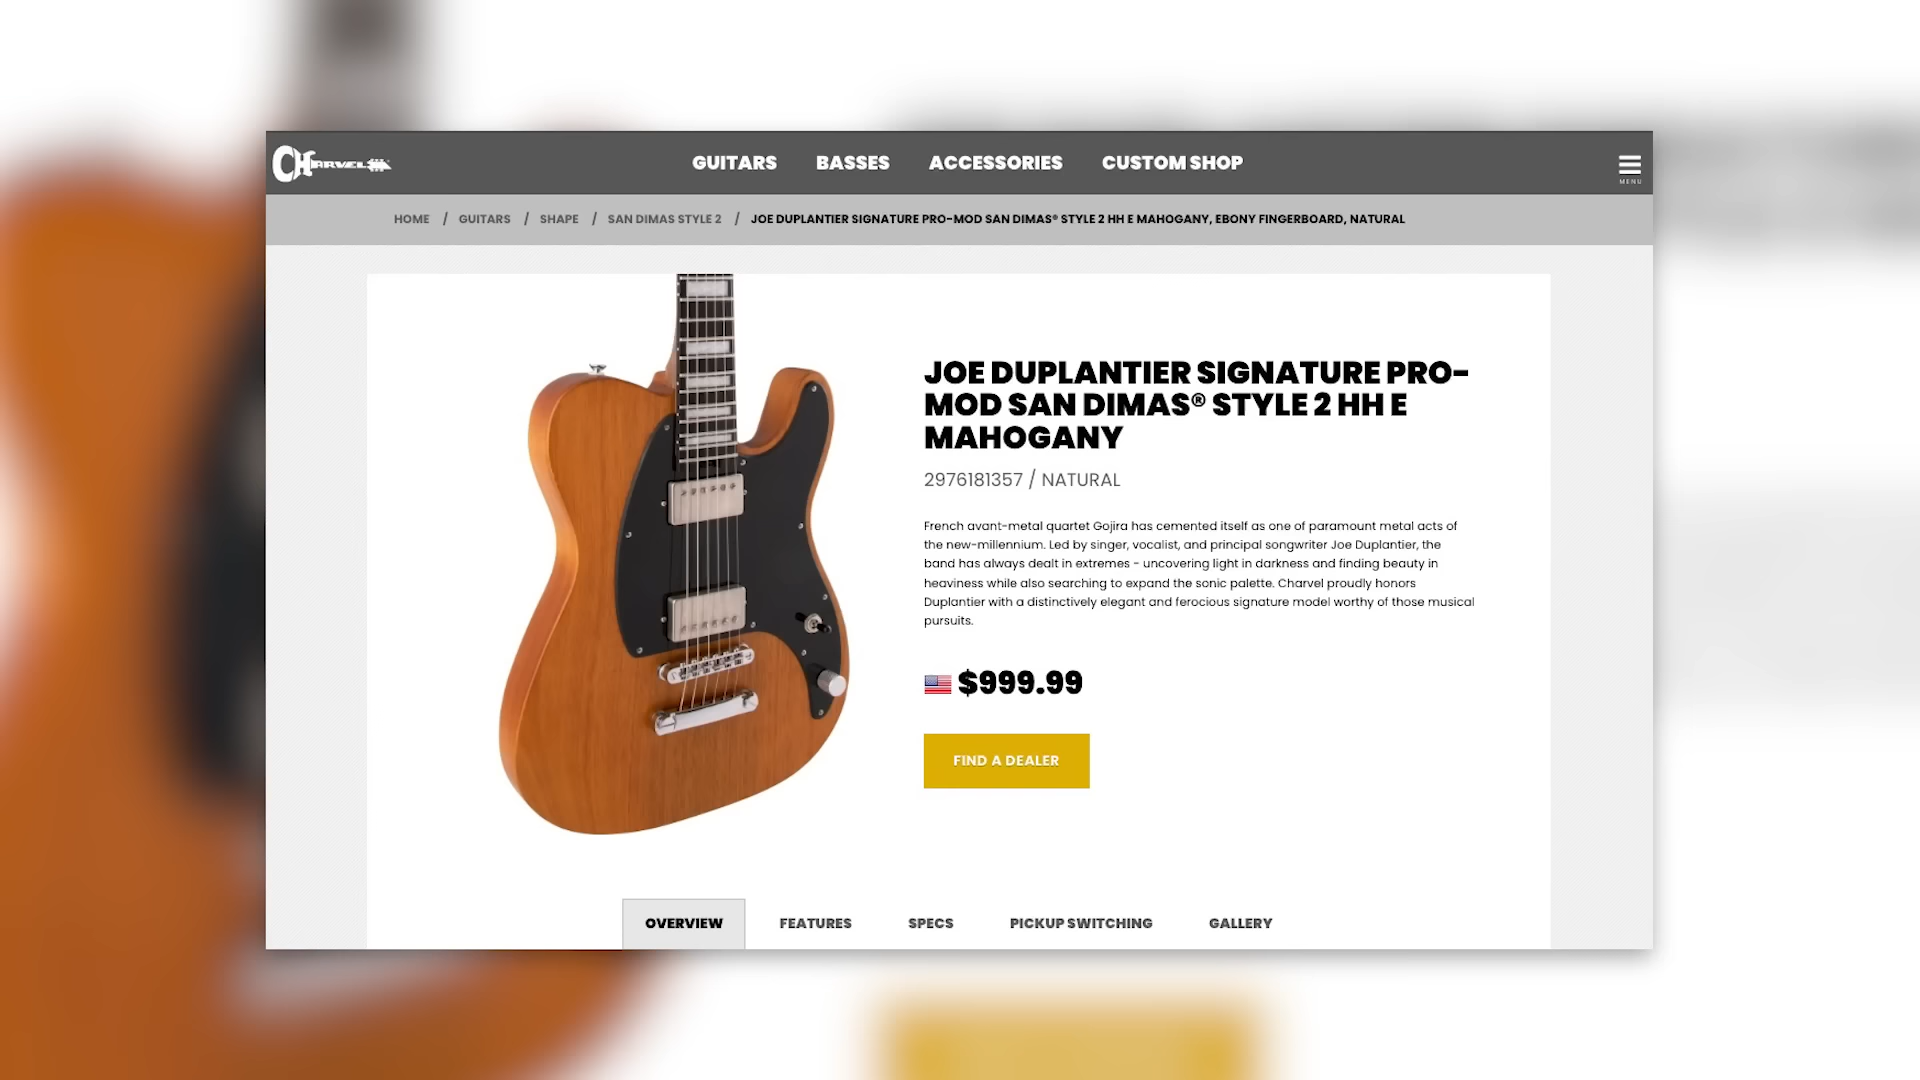 CHARVEL
GUITARS BASSES ACCESSORIES CUSTOM SHOP
MENU
HOME / GUITARS / SHAPE / SAN DIMAS STYLE 2 / JOE DUPLANTIER SIGNATURE PRO-MOD SAN DIMAS® STYLE 2 HH E MAHOGANY, EBONY FINGERBOARD, NATURAL
JOE DUPLANTIER SIGNATURE PRO-
MOD SAN DIMAS® STYLE 2 HH E
MAHOGANY
2976181357 / NATURAL
French avant-metal quartet Gojira has cemented itself as one of paramount metal acts of
the new-millennium. Led by singer, vocalist, and principal songwriter Joe Duplantier, the
band has always dealt in extremes - uncovering light in darkness and finding beauty in
heaviness while also searching to expand the sonic palette. Charvel proudly honors
Duplantier with a distinctively elegant and ferocious signature model worthy of those musical
pursuits.
$999.99
FIND A DEALER
OVERVIEW FEATURES SPECS PICKUP SWITCHING GALLERY